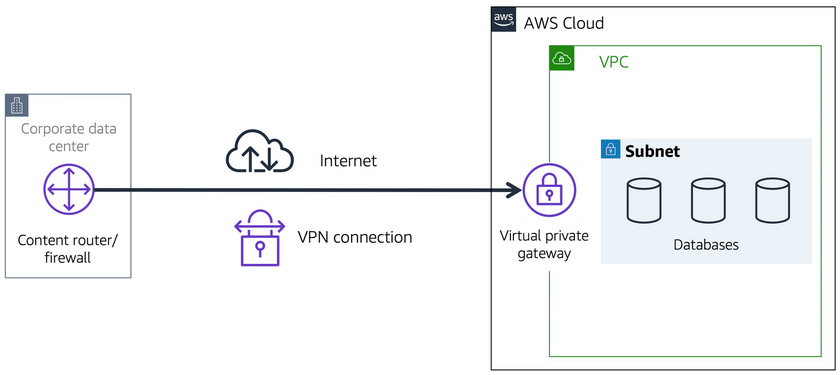 aws
AWS Cloud
VPC
Corporate data
center
Internet
Subnet
Content router/
firewall
VPN connection
Virtual private
gateway
Databases